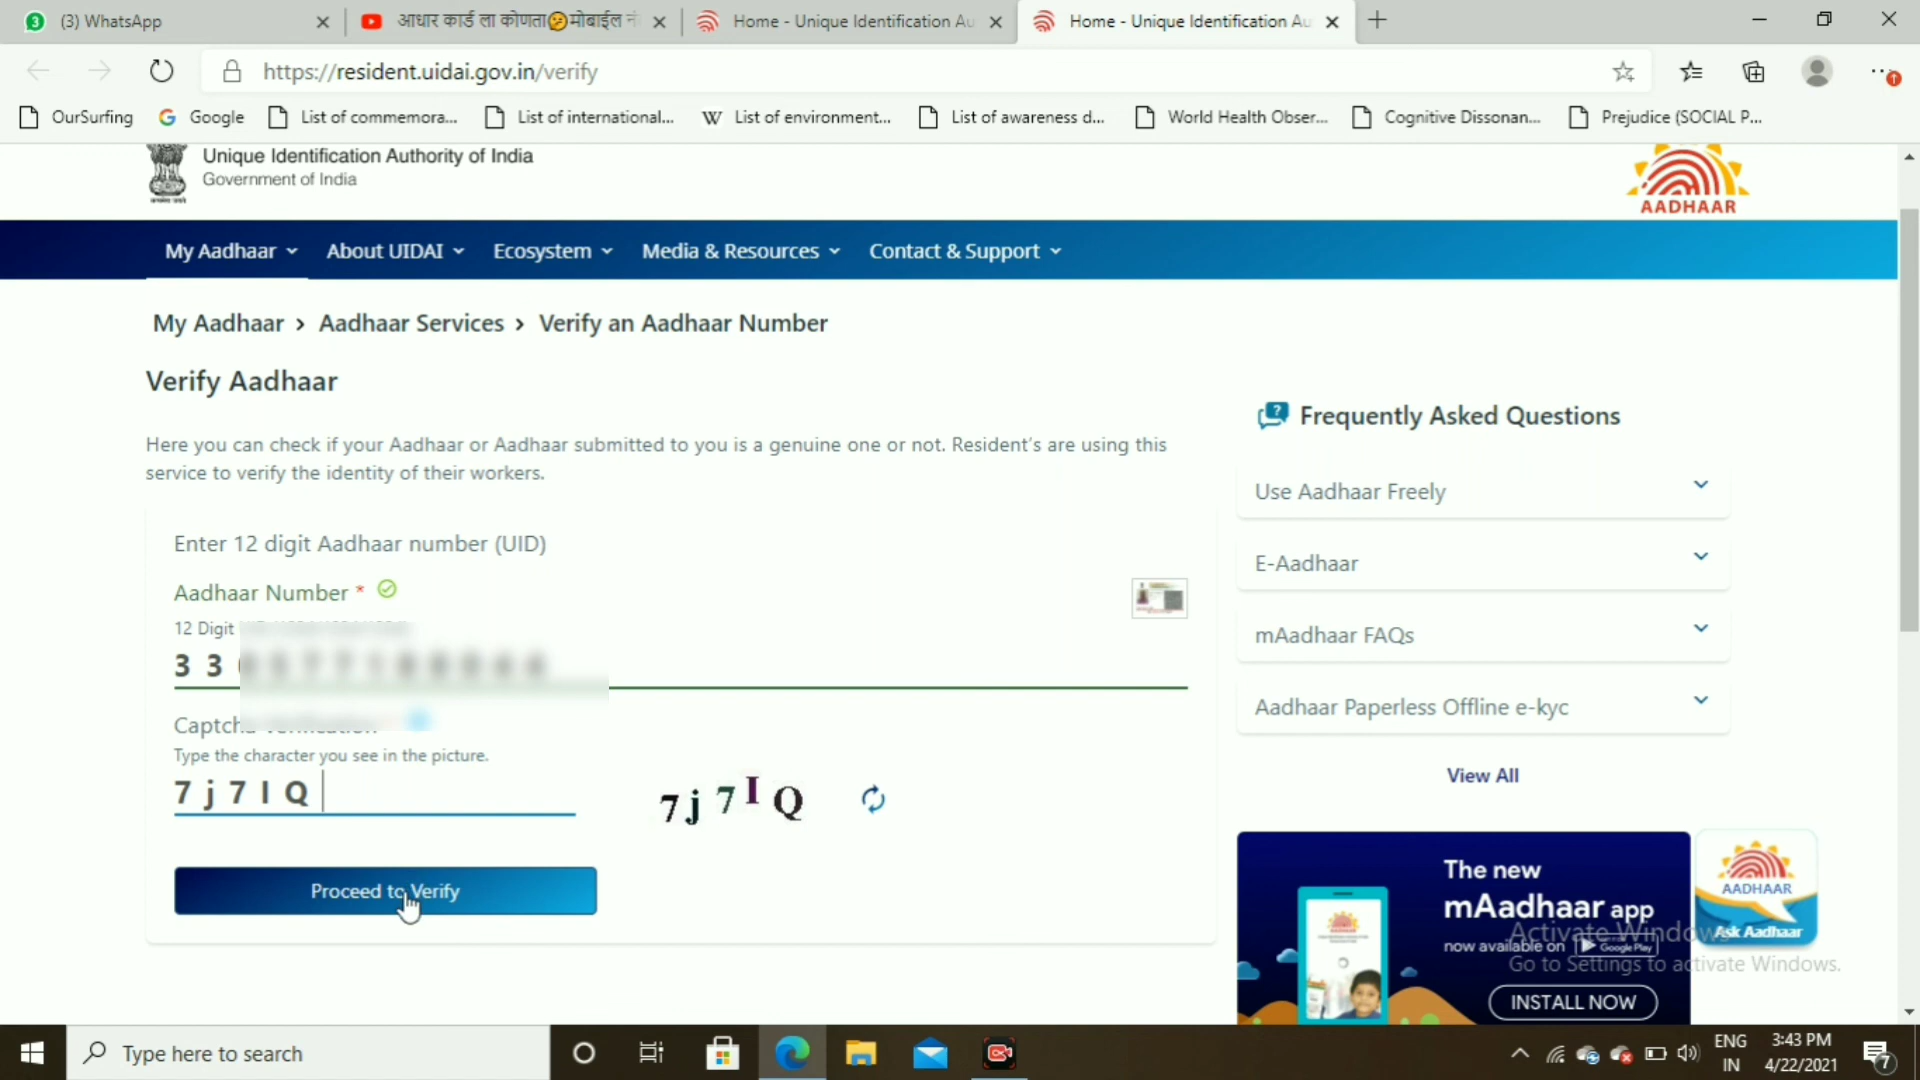 (3) WhatsApp
आधार कार्ड ला कोणता🤔मोबाईल नं
Home - Unique Identification Au
Home - Unique Identification Au
https://resident.uidai.gov.in/verify
OurSurfing
Google
List of commemora...
List of international...
List of environment...
List of awareness d...
World Health Obser...
Cognitive Dissonan...
Prejudice (SOCIAL P...
Unique Identification Authority of India
Government of India
AADHAAR
My Aadhaar
About UIDAI
Ecosystem
Media & Resources
Contact & Support
My Aadhaar > Aadhaar Services > Verify an Aadhaar Number
Verify Aadhaar
Here you can check if your Aadhaar or Aadhaar submitted to you is a genuine one or not. Resident's are using this
service to verify the identity of their workers.
Enter 12 digit Aadhaar number (UID)
Aadhaar Number *
12 Digit
3 3
Type the character you see in the picture.
7 j 7 I Q
7 j 7 I Q
Proceed to Verify
Frequently Asked Questions
Use Aadhaar Freely
E-Aadhaar
mAadhaar FAQs
Aadhaar Paperless Offline e-kyc
View All
The new
mAadhaar app
now available on
Google Play
INSTALL NOW
AADHAAR
Ask Aadhaar
Activate Windows
Go to Settings to activate Windows.
Type here to search
ENG
IN
3:43 PM
4/22/2021
7